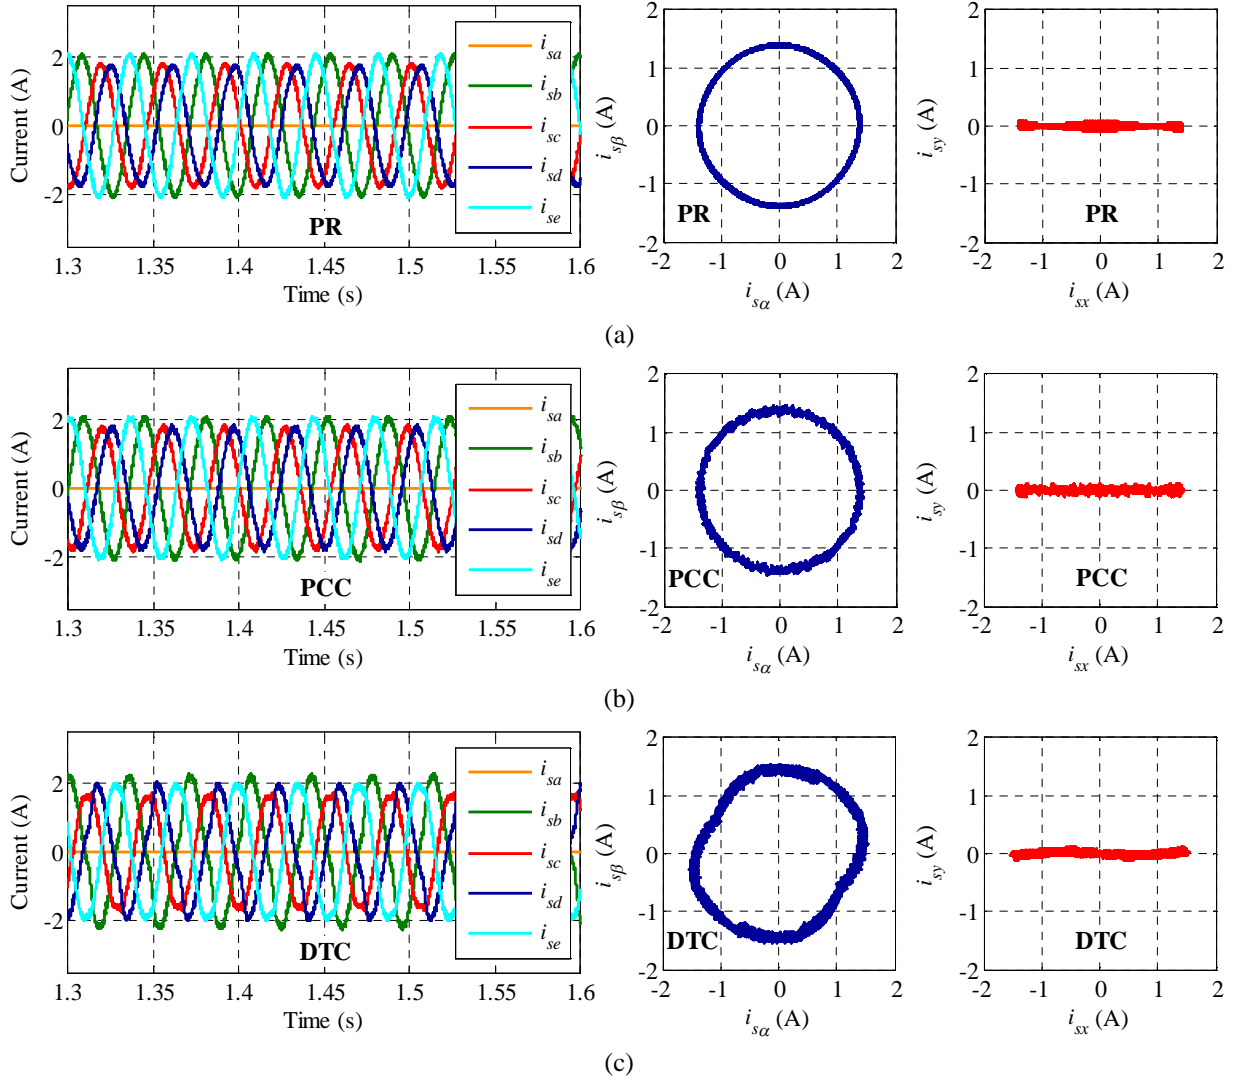 Current (A)
2
0
-2
1.3 1.35 1.4 1.45 1.5 1.55 1.6
Time (s)
PR
isa
isb
isc
isd
ise
isβ (A)
2
1
0
-1
-2
-2 -1 0 1 2
isα (A)
PR
isy (A)
2
1
0
-1
-2
-2 -1 0 1 2
isx (A)
PR
(a)
Current (A)
2
0
-2
1.3 1.35 1.4 1.45 1.5 1.55 1.6
Time (s)
PCC
isa
isb
isc
isd
ise
isβ (A)
2
1
0
-1
-2
-2 -1 0 1 2
isα (A)
PCC
isy (A)
2
1
0
-1
-2
-2 -1 0 1 2
isx (A)
PCC
(b)
Current (A)
2
0
-2
1.3 1.35 1.4 1.45 1.5 1.55 1.6
Time (s)
DTC
isa
isb
isc
isd
ise
isβ (A)
2
1
0
-1
-2
-2 -1 0 1 2
isα (A)
DTC
isy (A)
2
1
0
-1
-2
-2 -1 0 1 2
isx (A)
DTC
(c)